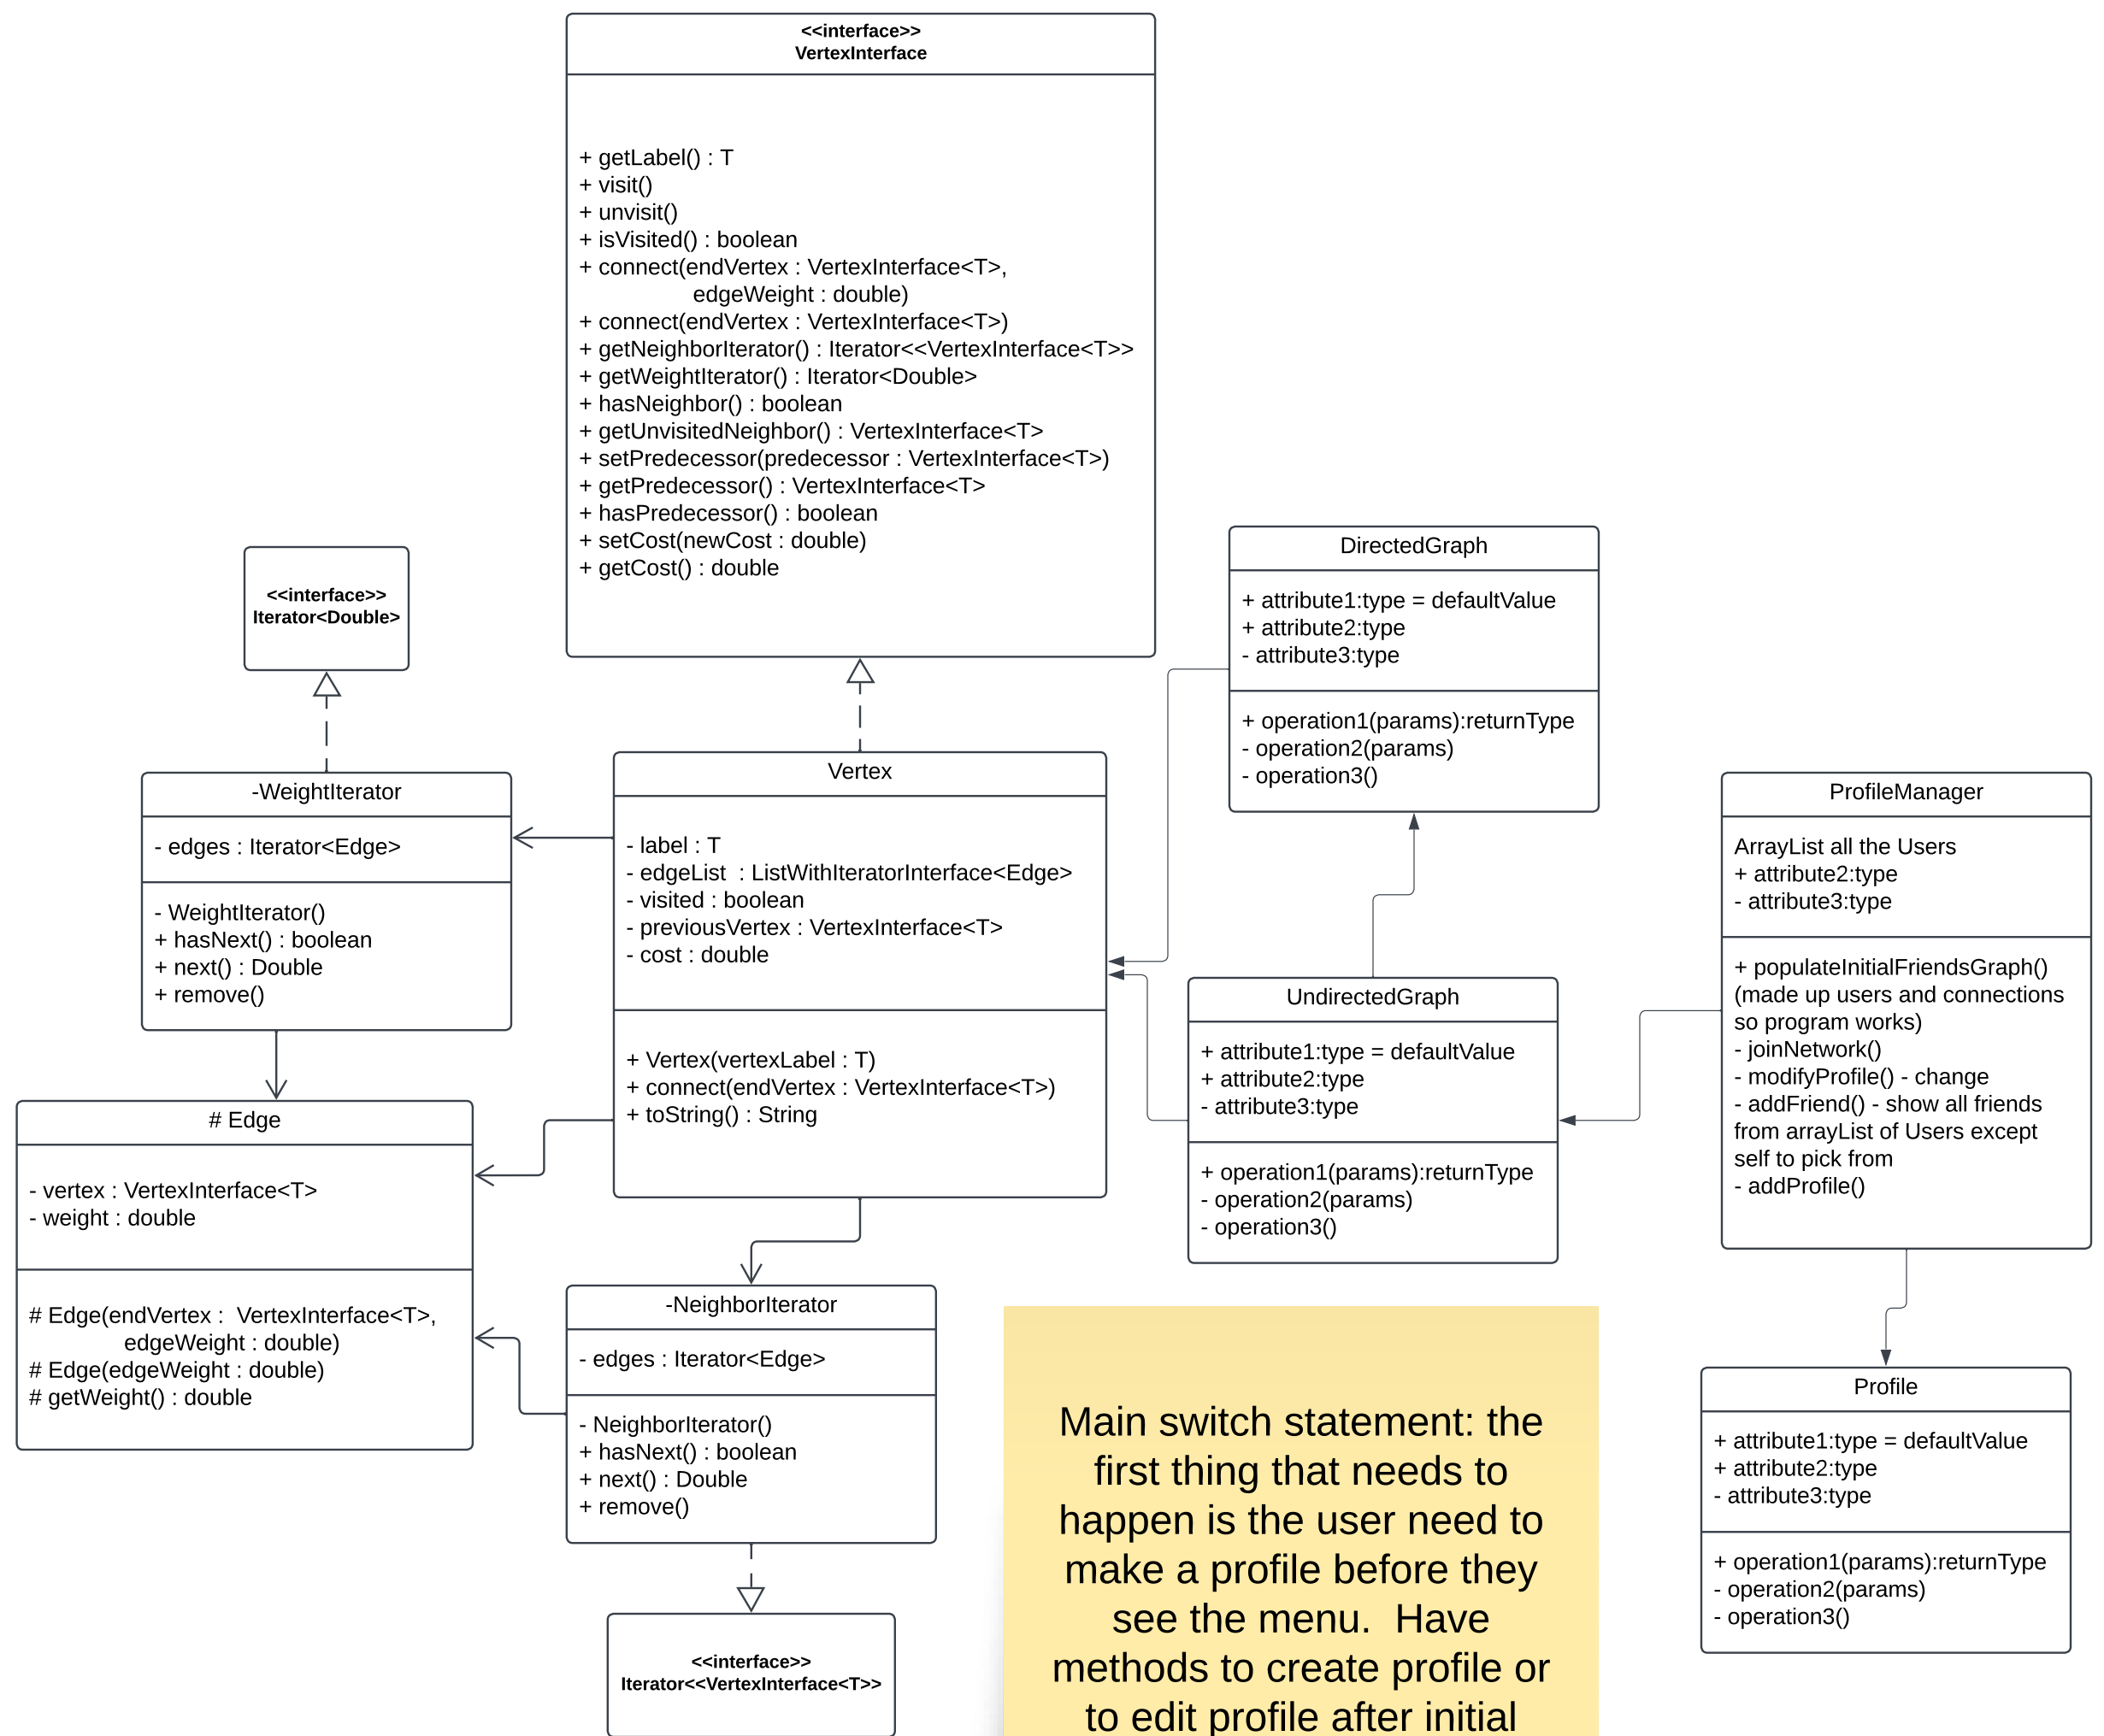 <<interface>>
VertexInterface
+ getLabel() : T
+ visit()
+ unvisit()
+ isVisited() : boolean
+ connect(endVertex : VertexInterface<T>,
edgeWeight : double)
+ connect(endVertex : VertexInterface<T>)
+ getNeighborIterator() : Iterator<<VertexInterface<T>>
+ getWeightIterator() : Iterator<Double>
+ hasNeighbor() : boolean
+ getUnvisitedNeighbor() : VertexInterface<T>
+ setPredecessor(predecessor : VertexInterface<T>)
+ getPredecessor() : VertexInterface<T>
+ hasPredecessor() : boolean
+ setCost(newCost : double)
+ getCost() : double
<<interface>>
Iterator<Double>
-WeightIterator
- edges : Iterator<Edge>
- WeightIterator()
+ hasNext() : boolean
+ next() : Double
+ remove()
Vertex
- label : T
- edgeList  : ListWithIteratorInterface<Edge>
- visited : boolean
- previousVertex : VertexInterface<T>
- cost : double
+ Vertex(vertexLabel : T)
+ connect(endVertex : VertexInterface<T>)
+ toString() : String
DirectedGraph
+ attribute1:type = defaultValue
+ attribute2:type
- attribute3:type
+ operation1(params):returnType
- operation2(params)
- operation3()
UndirectedGraph
+ attribute1:type = defaultValue
+ attribute2:type
- attribute3:type
+ operation1(params):returnType
- operation2(params)
- operation3()
ProfileManager
ArrayList all the Users
+ attribute2:type
- attribute3:type
+ populateInitialFriendsGraph()
(made up users and connections
so program works)
- joinNetwork()
- modifyProfile() - change
- addFriend() - show all friends
from arrayList of Users except
self to pick from
- addProfile()
# Edge
- vertex : VertexInterface<T>
- weight : double
# Edge(endVertex :  VertexInterface<T>,
edgeWeight : double)
# Edge(edgeWeight : double)
# getWeight() : double
-NeighborIterator
- edges : Iterator<Edge>
- NeighborIterator()
+ hasNext() : boolean
+ next() : Double
+ remove()
<<interface>>
Iterator<<VertexInterface<T>>
Main switch statement: the
first thing that needs to
happen is the user need to
make a profile before they
see the menu.  Have
methods to create profile or
to edit profile after initial
Profile
+ attribute1:type = defaultValue
+ attribute2:type
- attribute3:type
+ operation1(params):returnType
- operation2(params)
- operation3()